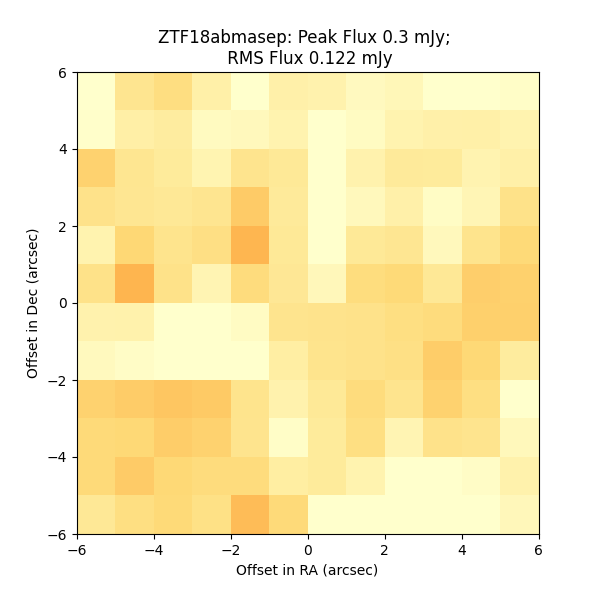 ZTF18abmasep: Peak Flux 0.3 mJy;
RMS Flux 0.122 mJy
6
4
2
0
−2
−4
−6
Offset in Dec (arcsec)
−6 −4 −2 0 2 4 6
Offset in RA (arcsec)